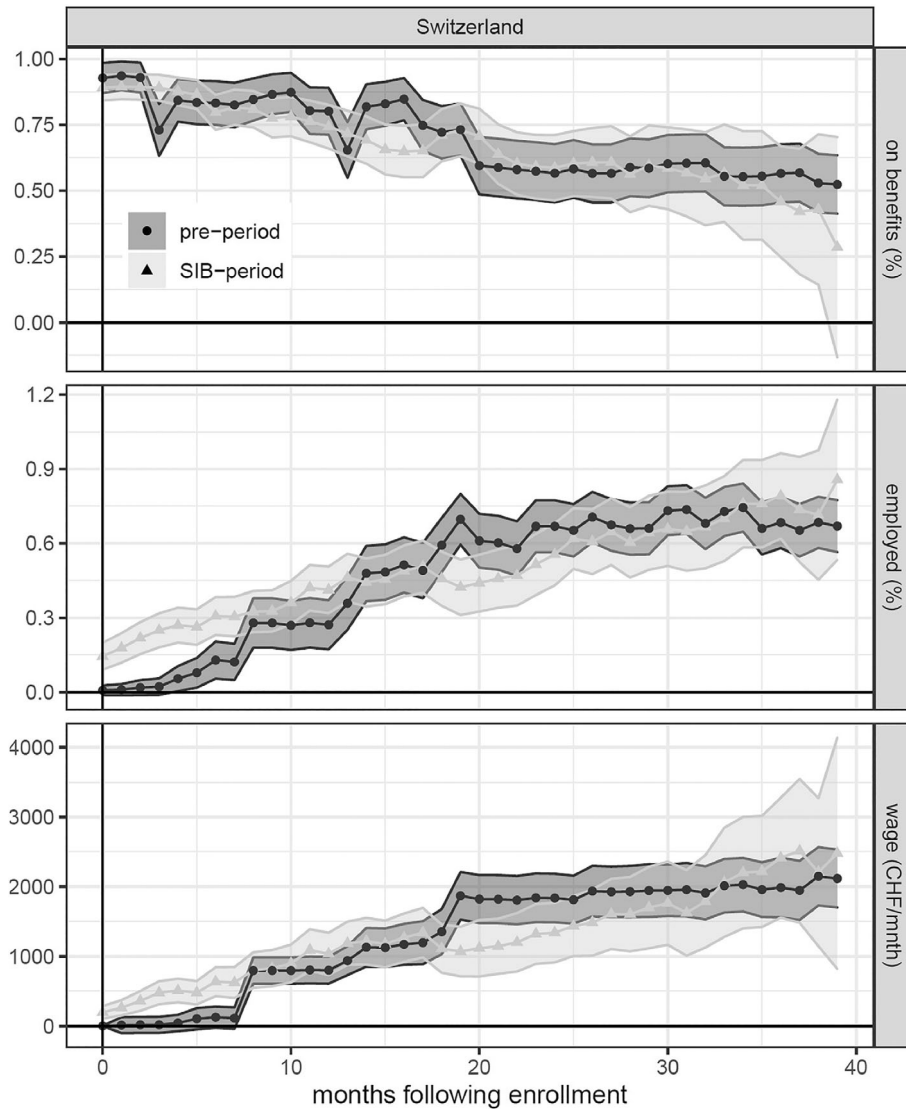 Switzerland
1.00
0.75
0.50
0.25
0.00
on benefits (%)
pre-period
SIB-period
1.2
0.9
0.6
0.3
0.0
employed (%)
4000
3000
2000
1000
0
wage (CHF/mnth)
0 10 20 30 40
months following enrollment